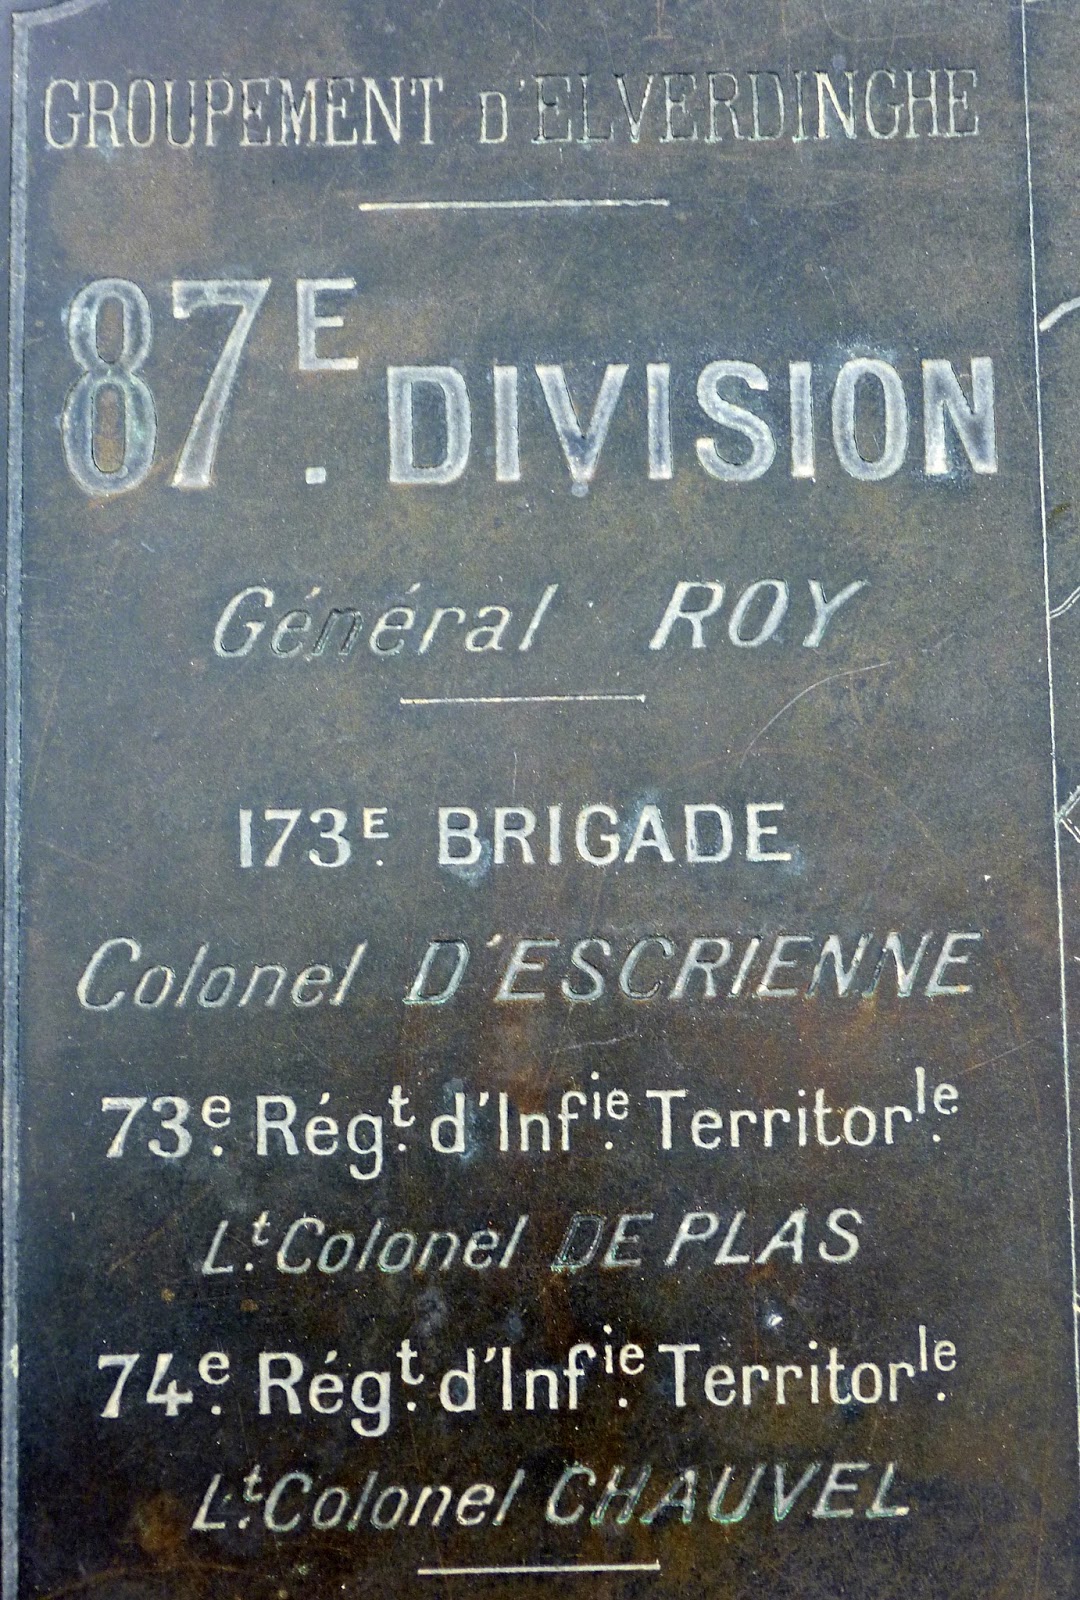 GROUPEMENT D'ELVERDINGHE
87E. DIVISION
Général ROY
173E. BRIGADE
Colonel D'ESCRIENNE
73e. Régt. d'Infie. Territorle.
Lt. Colonel DE PLAS
74e. Régt. d'Infie. Territorle.
Lt. Colonel CHAUVEL